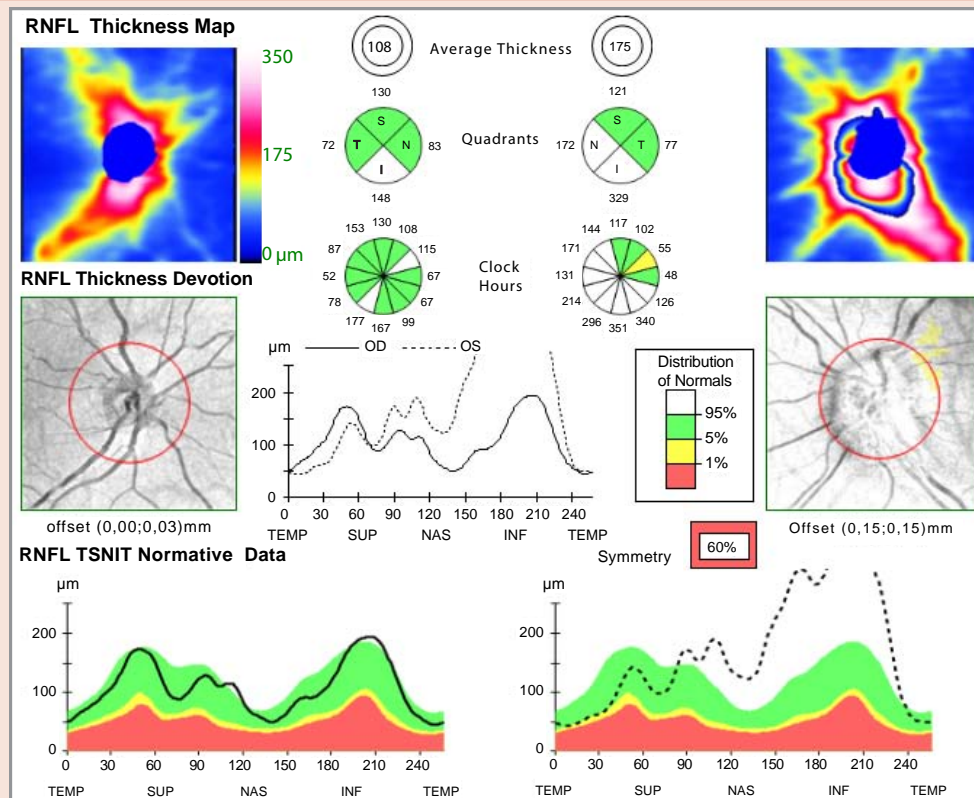 RNFL Thickness Map
350
175
0 µm
108 Average Thickness 175
130
S
72 T N 83
I
148
Quadrants
121
S
172 N T 77
I
329
153 130 108
87 115
52 67
78 67
177 167 99
Clock
Hours
144 117 102
171 55
131 48
214 126
296 351 340
RNFL Thickness Devotion
offset (0,00;0,03)mm
µm OD OS
200
100
0
0 30 60 90 120 150 180 210 240
TEMP SUP NAS INF TEMP
Distribution
of Normals
95%
5%
1%
Offset (0,15;0,15)mm
Symmetry 60%
RNFL TSNIT Normative Data
µm
200
100
0
0 30 60 90 120 150 180 210 240
TEMP SUP NAS INF TEMP
µm
200
100
0
0 30 60 90 120 150 180 210 240
TEMP SUP NAS INF TEMP